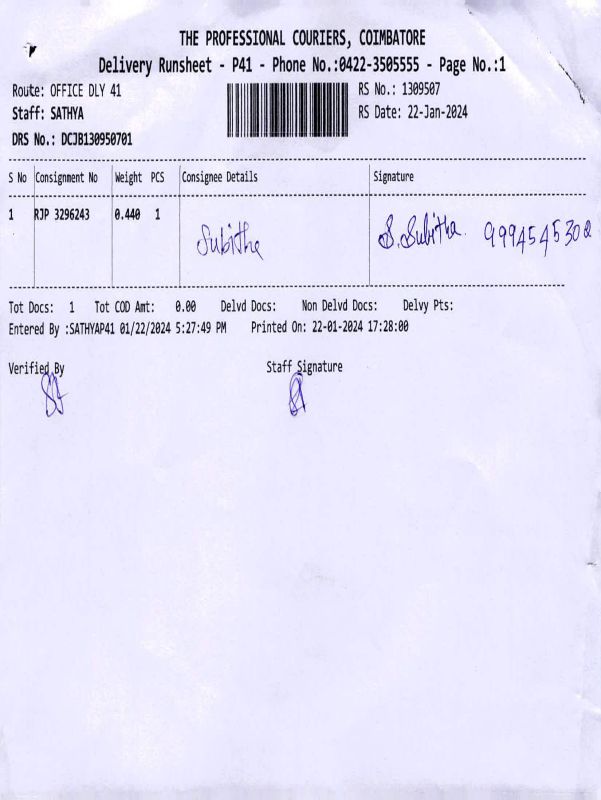 THE PROFESSIONAL COURIERS, COIMBATORE
Delivery Runsheet - P41 - Phone No.:0422-3505555 - Page No.:1
Route: OFFICE DLY 41 RS No.: 1309507
Staff: SATHYA RS Date: 22-Jan-2024
DRS No.: DCJB130950701
S No Consignment No Weight PCS Consignee Details Signature
1 RJP 3296243 0.440 1 Subitha S. Subitha. 9994545302
Tot Docs: 1 Tot COD Amt: 0.00 Delvd Docs: Non Delvd Docs: Delvy Pts:
Entered By :SATHYAP41 01/22/2024 5:27:49 PM Printed On: 22-01-2024 17:28:00
Verified By Staff Signature